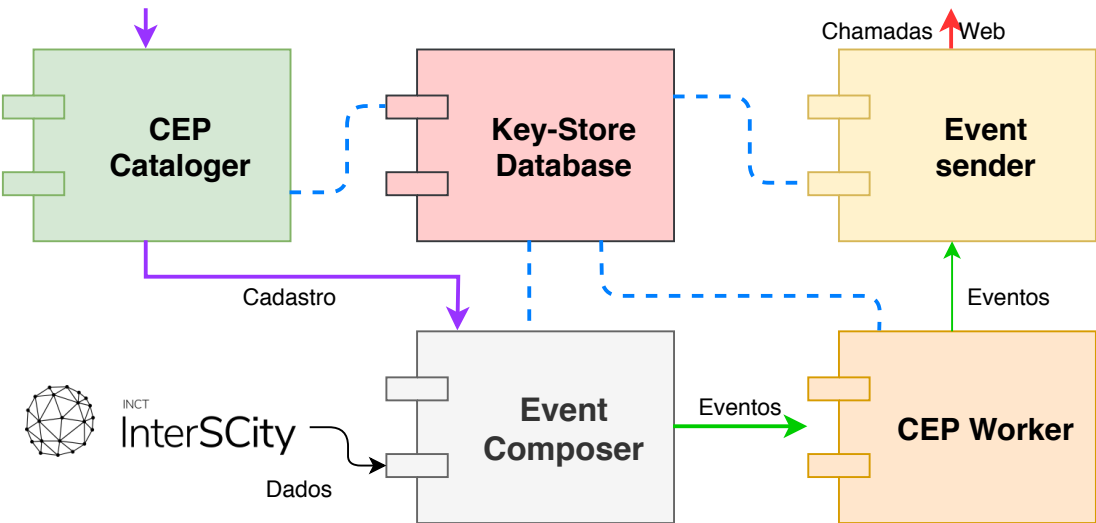 Chamadas Web
CEP
Cataloger
Key-Store
Database
Event
sender
Cadastro
Eventos
INCT
InterSCity
Dados
Event
Composer
Eventos
CEP Worker